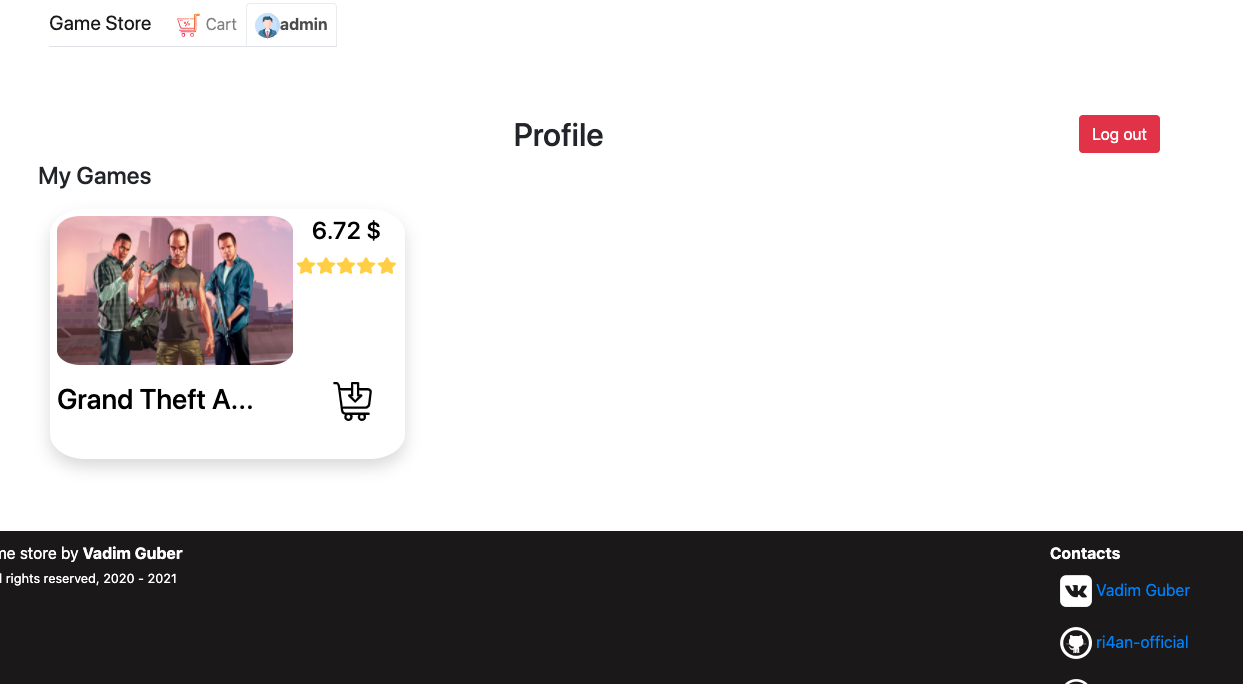 Game Store Cart admin
Profile Log out
My Games
6.72 $
Grand Theft A...
me store by Vadim Guber
l rights reserved, 2020 - 2021
Contacts
Vadim Guber
ri4an-official